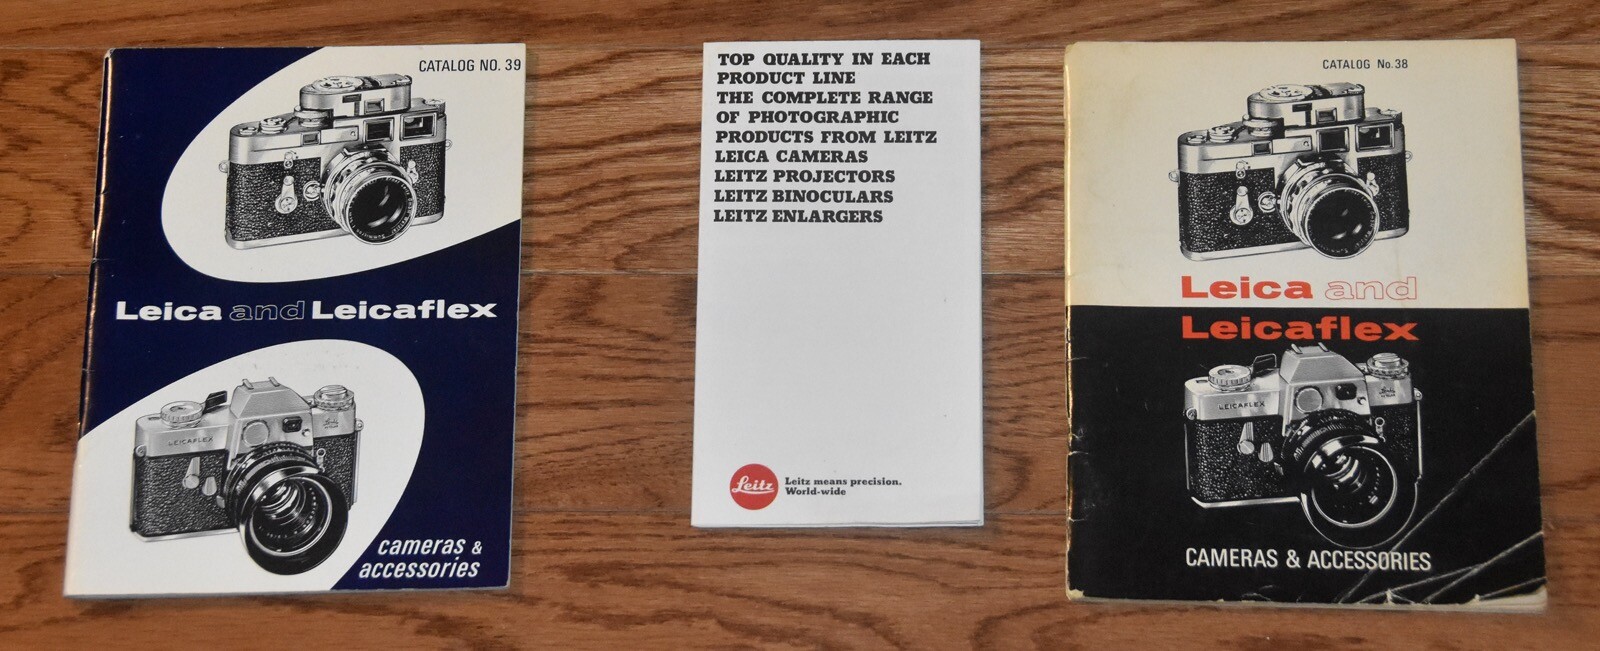 CATALOG NO. 39
Leica and Leicaflex
LEICAFLEX
cameras &
accessories
TOP QUALITY IN EACH
PRODUCT LINE
THE COMPLETE RANGE
OF PHOTOGRAPHIC
PRODUCTS FROM LEITZ
LEICA CAMERAS
LEITZ PROJECTORS
LEITZ BINOCULARS
LEITZ ENLARGERS
Leitz
Leitz means precision.
World-wide
CATALOG No. 38
Leica and
Leicaflex
LEICAFLEX
CAMERAS & ACCESSORIES